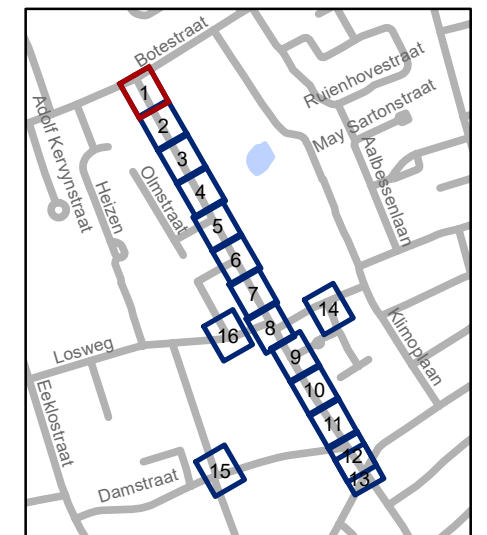 Botestraat
Ruienhovestraat
May Sartonstraat
Adolf Kervynstraat
Aalbessenlaan
Heizen
Olmstraat
1
2
3
4
5
6
7
8
14
16
9
Klimoplaan
Losweg
10
Eeklostraat
11
12
15
13
Damstraat